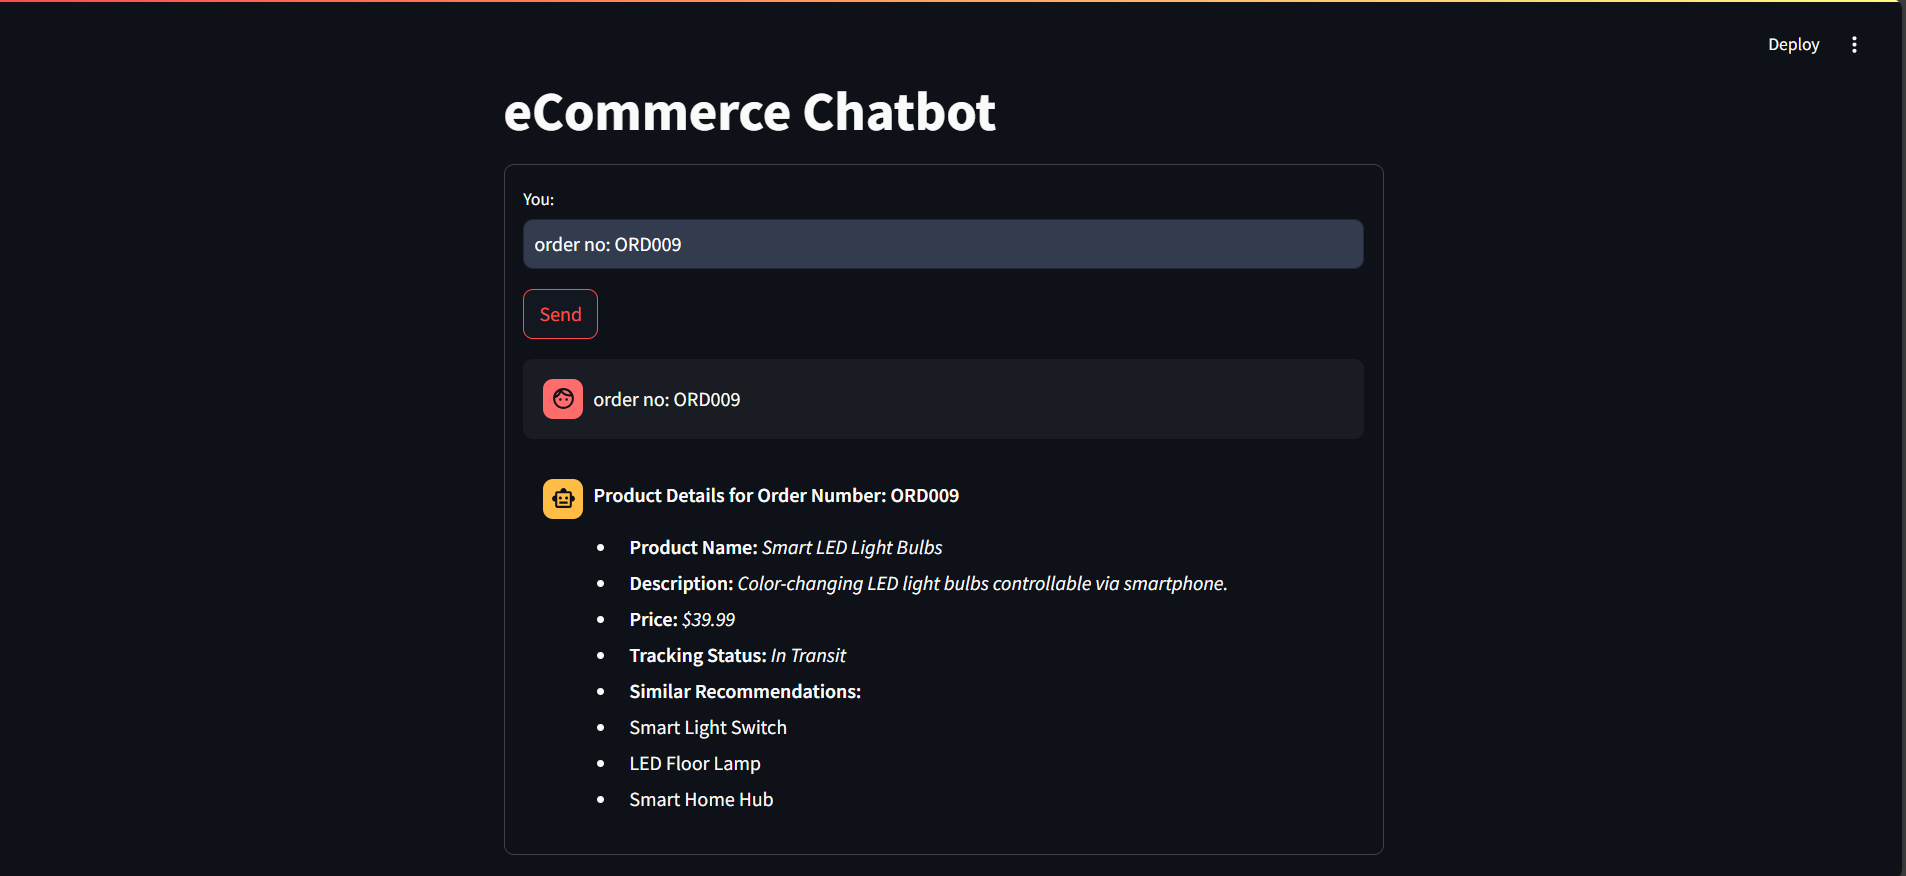 Deploy
eCommerce Chatbot
You:
order no: ORD009
Send
order no: ORD009
Product Details for Order Number: ORD009
• Product Name: Smart LED Light Bulbs
• Description: Color-changing LED light bulbs controllable via smartphone.
• Price: $39.99
• Tracking Status: In Transit
• Similar Recommendations:
• Smart Light Switch
• LED Floor Lamp
• Smart Home Hub